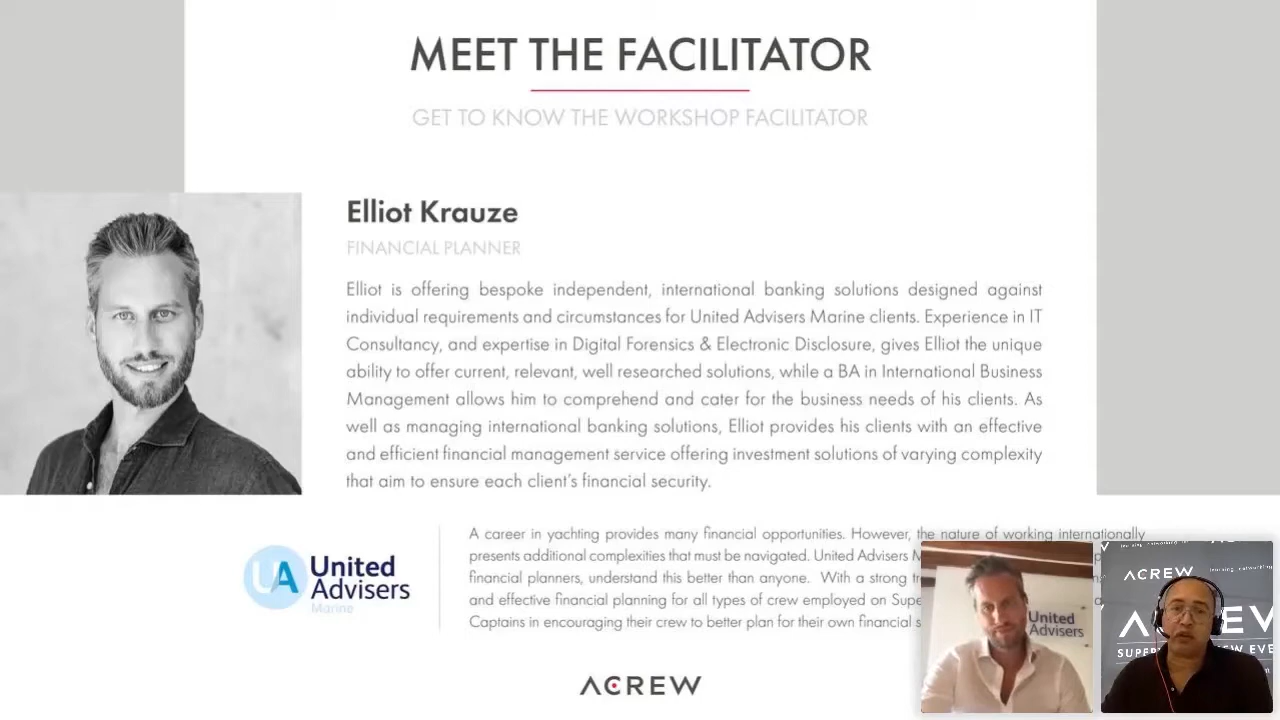 MEET THE FACILITATOR
GET TO KNOW THE WORKSHOP FACILITATOR
Elliot Krauze
FINANCIAL PLANNER
Elliot is offering bespoke independent, international banking solutions designed against
individual requirements and circumstances for United Advisers Marine clients. Experience in IT
Consultancy, and expertise in Digital Forensics & Electronic Disclosure, gives Elliot the unique
ability to offer current, relevant, well researched solutions, while a BA in International Business
Management allows him to comprehend and cater for the business needs of his clients. As
well as managing international banking solutions, Elliot provides his clients with an effective
and efficient financial management service offering investment solutions of varying complexity
that aim to ensure each client's financial security.
UA United
Advisers
Marine
A career in yachting provides many financial opportunities. However, the nature of working internationally
presents additional complexities that must be navigated. United Advisers
financial planners, understand this better than anyone. With a strong
and effective financial planning for all types of crew employed on
Captains in encouraging their crew to better plan for their own financial
ACREW
United
Advisers
ACREW